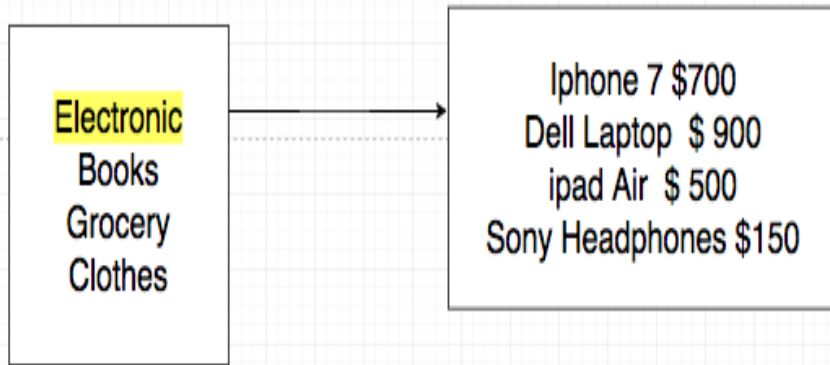 Electronic
Books
Grocery
Clothes
Iphone 7 $700
Dell Laptop $ 900
ipad Air $ 500
Sony Headphones $150